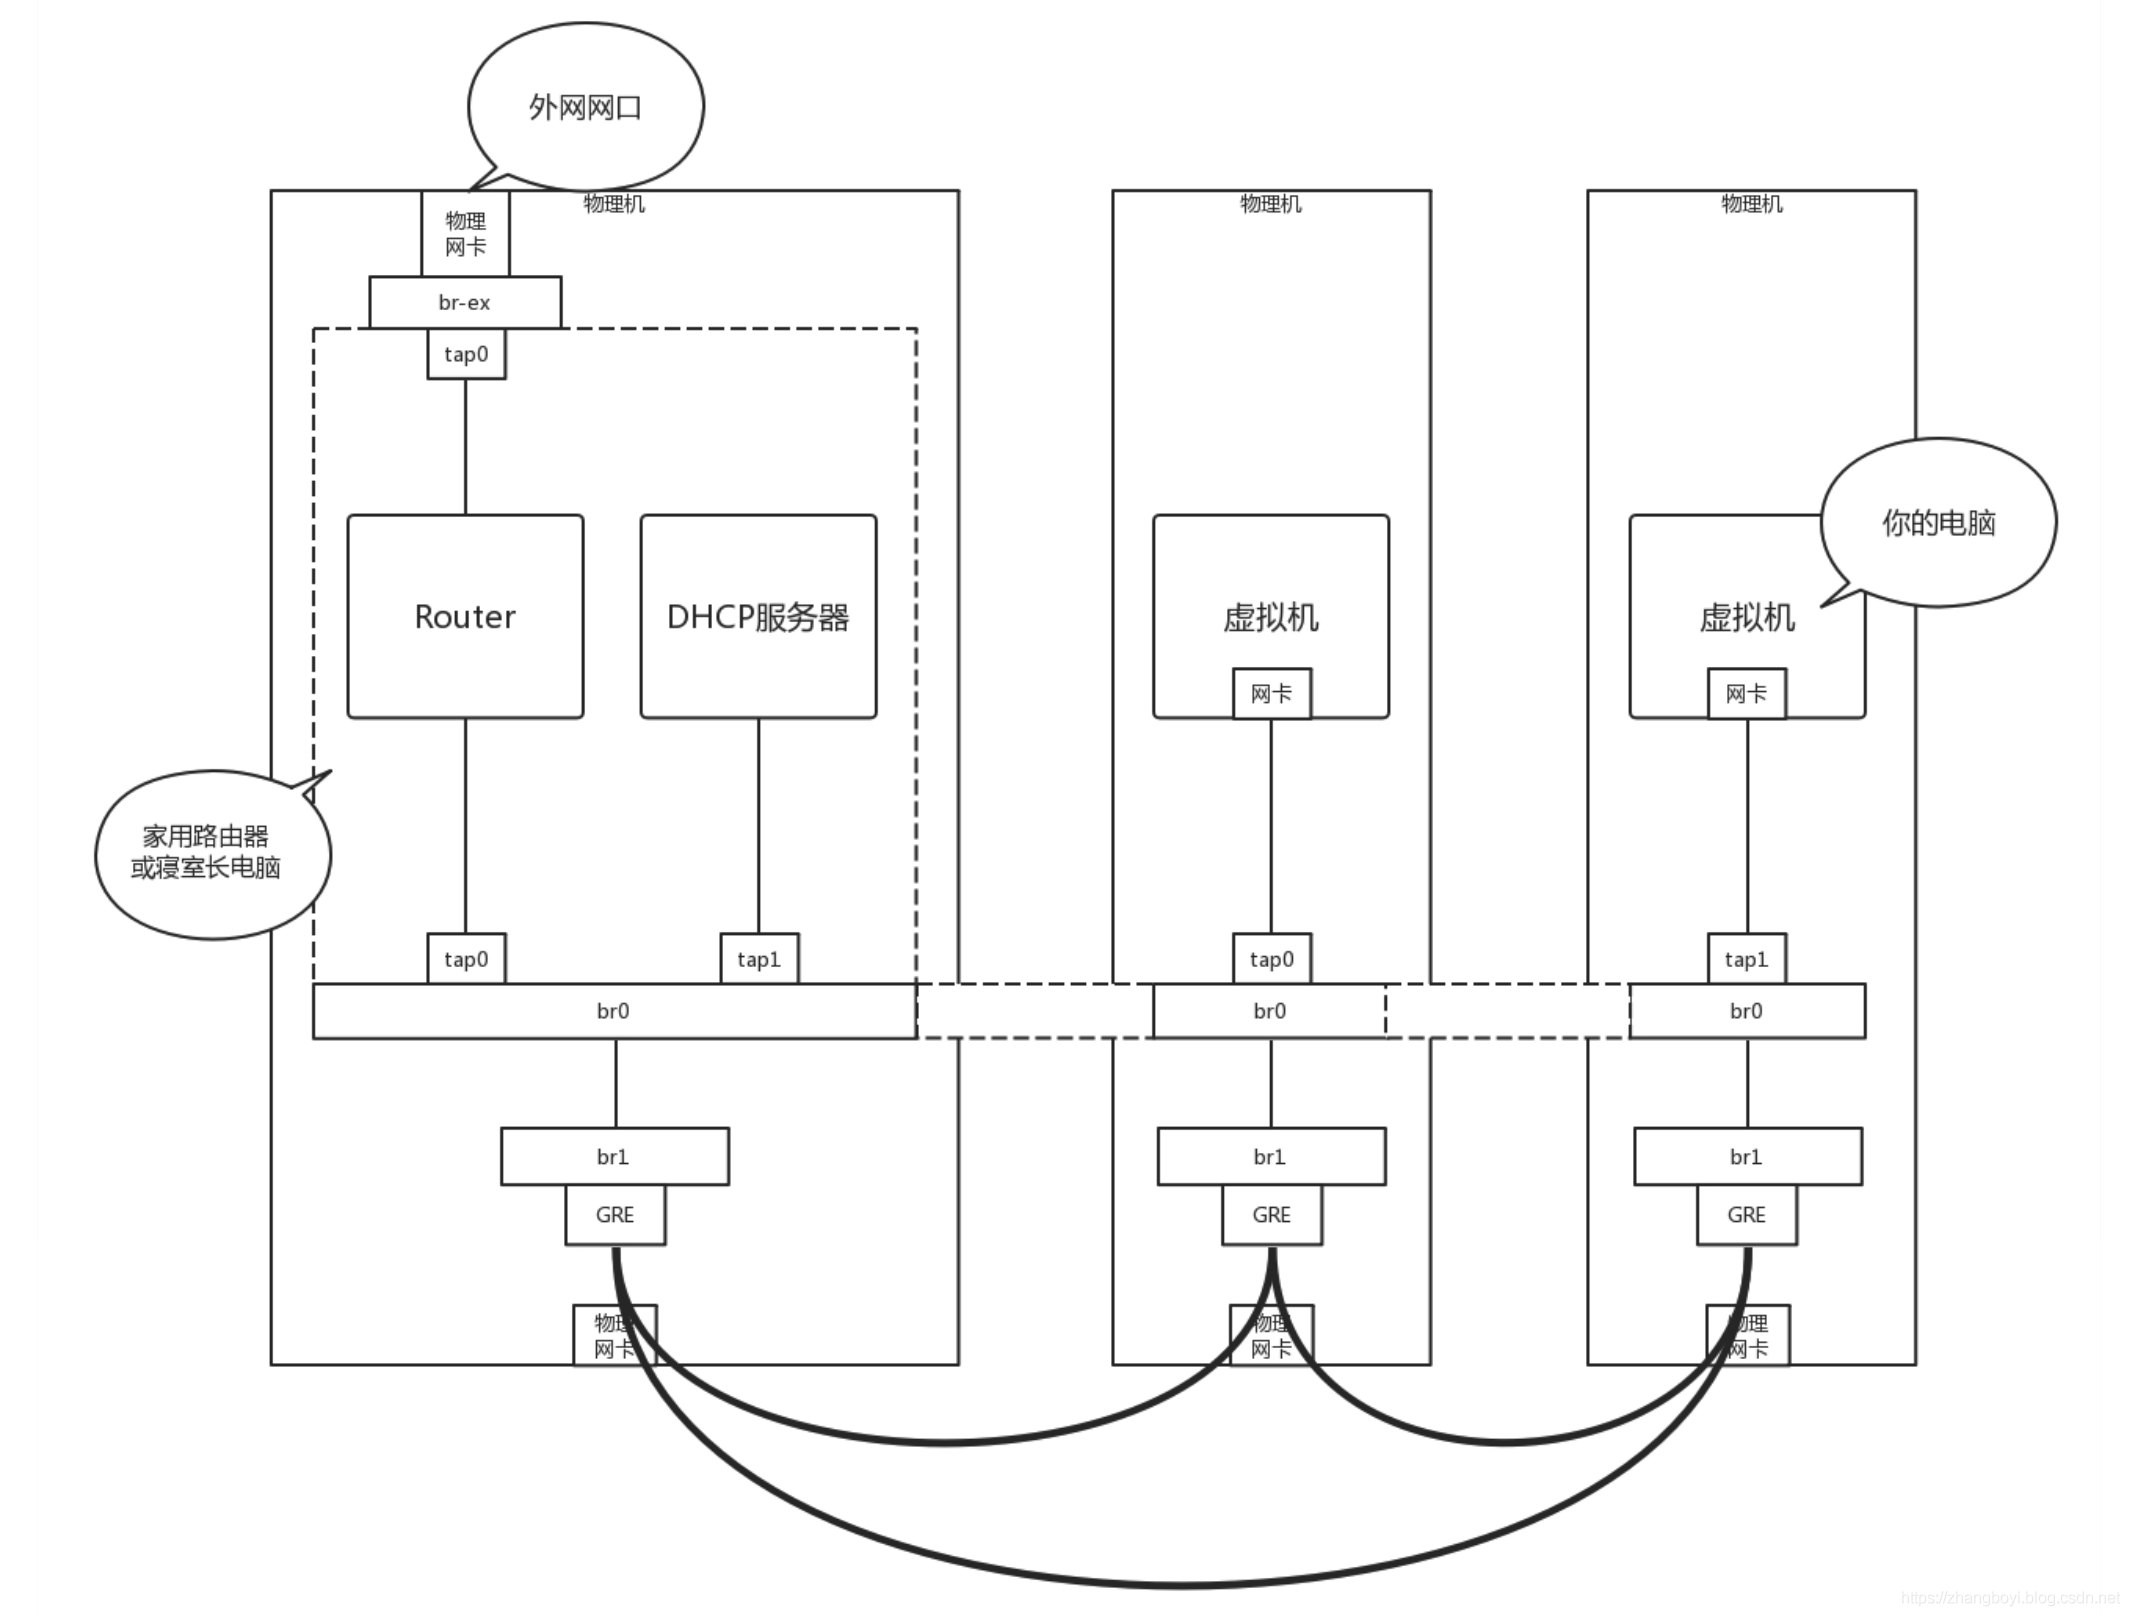 外网网口
物理机
物理机
物理机
物理
网卡
br-ex
tap0
你的电脑
Router
DHCP服务器
虚拟机
虚拟机
网卡
网卡
家用路由器
或寝室长电脑
tap0
tap1
tap0
tap1
br0
br0
br0
br1
br1
br1
GRE
GRE
GRE
物理
网卡
物理
网卡
物理
网卡
https://zhangboyi.blog.csdn.net